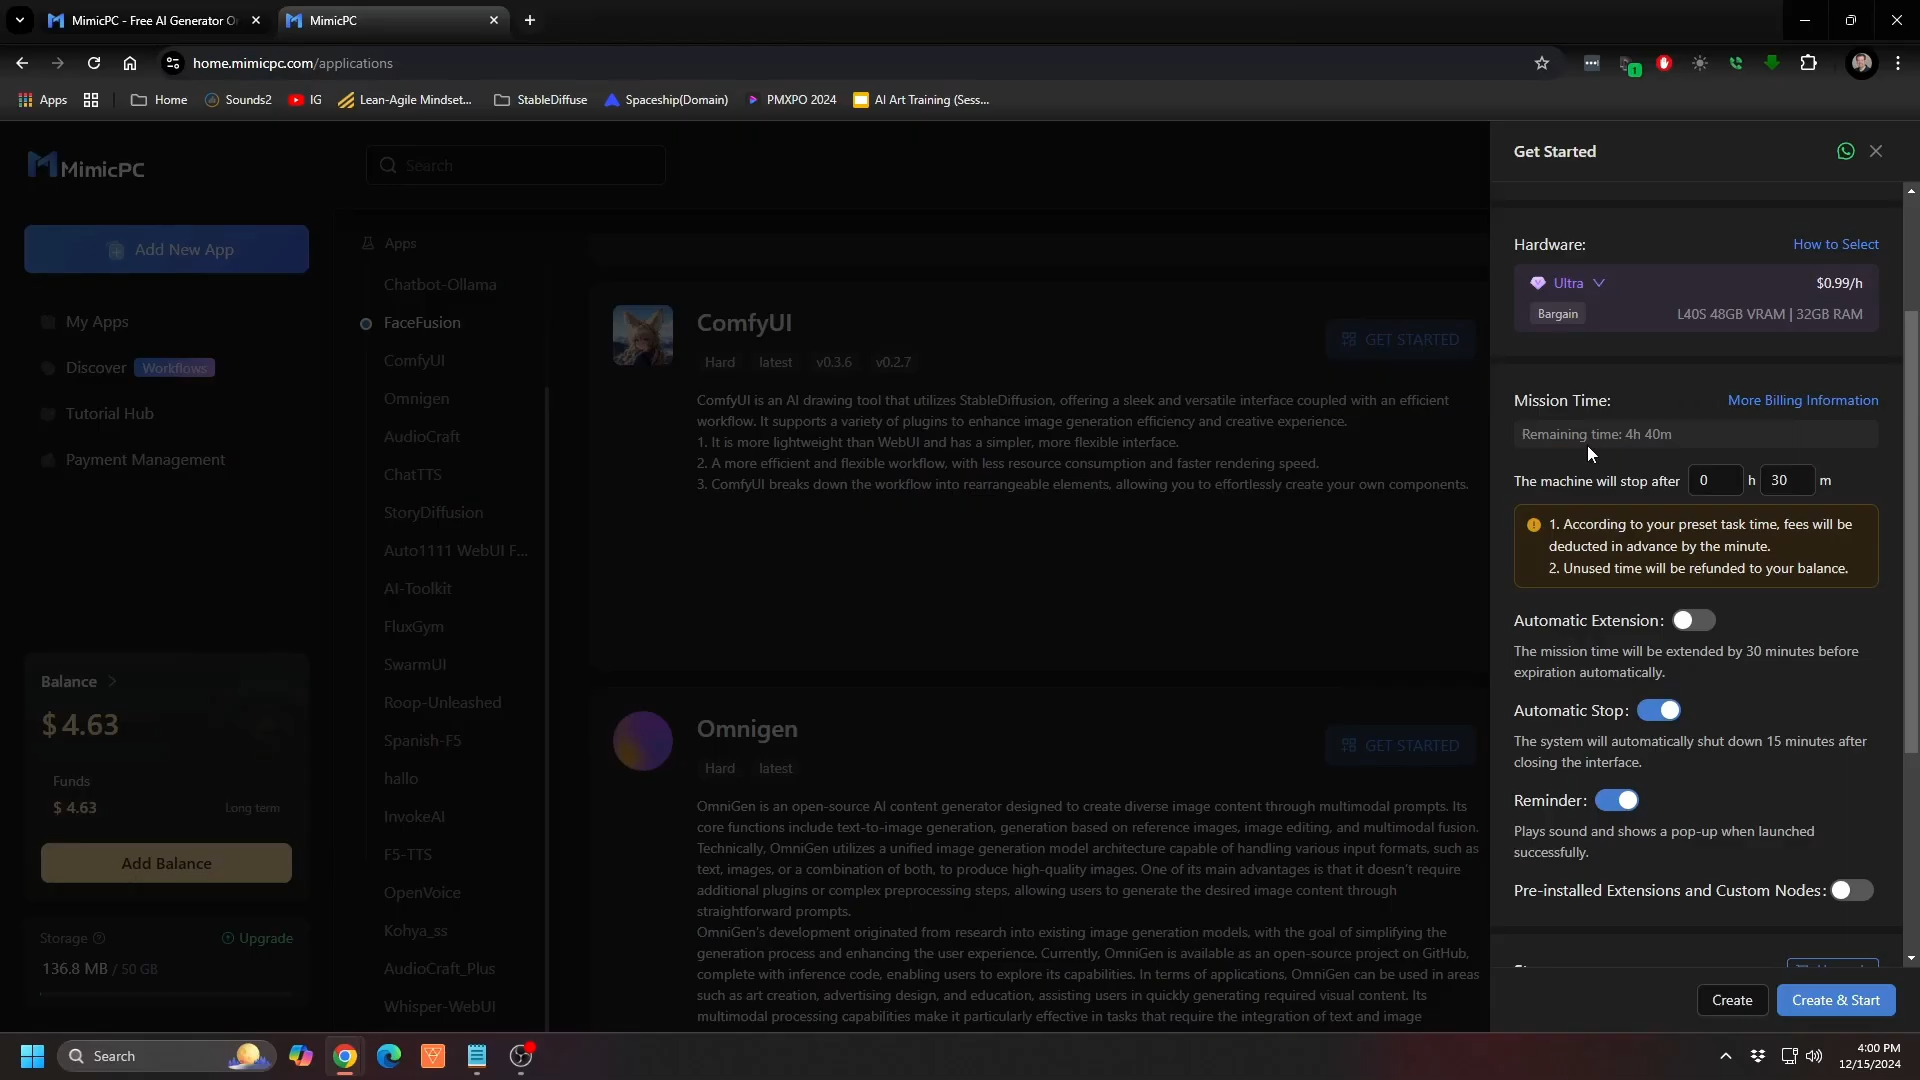 MimicPC - Free AI Generator O
MimicPC
home.mimicpc.com/applications
1
Apps
Home
Sounds2
IG
Lean-Agile Mindset...
StableDiffuse
Spaceship(Domain)
PMXPO 2024
AI Art Training (Sess...
MimicPC
Add New App
My Apps
Discover
Workflows
Tutorial Hub
Payment Management
Balance
$ 4.63
Funds
$ 4.63
Long term
Add Balance
Storage
Upgrade
136.8 MB / 50 GB
Search
Apps
Chatbot-Ollama
FaceFusion
ComfyUI
Omnigen
AudioCraft
ChatTTS
StoryDiffusion
Auto1111 WebUI F...
AI-Toolkit
FluxGym
SwarmUI
Roop-Unleashed
Spanish-F5
hallo
InvokeAI
F5-TTS
OpenVoice
Kohya_ss
AudioCraft_Plus
Whisper-WebUI
ComfyUI
GET STARTED
Hard latest v0.3.6 v0.2.7
ComfyUI is an AI drawing tool that utilizes StableDiffusion, offering a sleek and versatile interface coupled with an efficient
workflow. It supports a variety of plugins to enhance image generation efficiency and creative experience.
1. It is more lightweight than WebUI and has a simpler, more flexible interface.
2. A more efficient and flexible workflow, with less resource consumption and faster rendering speed.
3. ComfyUI breaks down the workflow into rearrangeable elements, allowing you to effortlessly create your own components.
Omnigen
GET STARTED
Hard latest
OmniGen is an open-source AI content generator designed to create diverse image content through multimodal prompts. Its
core functions include text-to-image generation, generation based on reference images, image editing, and multimodal fusion.
Technically, OmniGen utilizes a unified image generation model architecture capable of handling various input formats, such as
text, images, or a combination of both, to produce high-quality images. One of its main advantages is that it doesn't require
additional plugins or complex preprocessing steps, allowing users to generate the desired image content through
straightforward prompts.
OmniGen's development originated from research into existing image generation models, with the goal of simplifying the
generation process and enhancing the user experience. Currently, OmniGen is available as an open-source project on GitHub,
complete with inference code, enabling users to explore its capabilities. In terms of applications, OmniGen can be used in areas
such as art creation, advertising design, and education, assisting users in quickly generating required visual content. Its
multimodal processing capabilities make it particularly effective in tasks that require the integration of text and image
Get Started
Hardware:
How to Select
Ultra
$0.99/h
Bargain
L40S 48GB VRAM | 32GB RAM
Mission Time:
More Billing Information
Remaining time: 4h 40m
The machine will stop after 0 h 30 m
1. According to your preset task time, fees will be
deducted in advance by the minute.
2. Unused time will be refunded to your balance.
Automatic Extension:
The mission time will be extended by 30 minutes before
expiration automatically.
Automatic Stop:
The system will automatically shut down 15 minutes after
closing the interface.
Reminder:
Plays sound and shows a pop-up when launched
successfully.
Pre-installed Extensions and Custom Nodes:
Create
Create & Start
Search
4:00 PM
12/15/2024